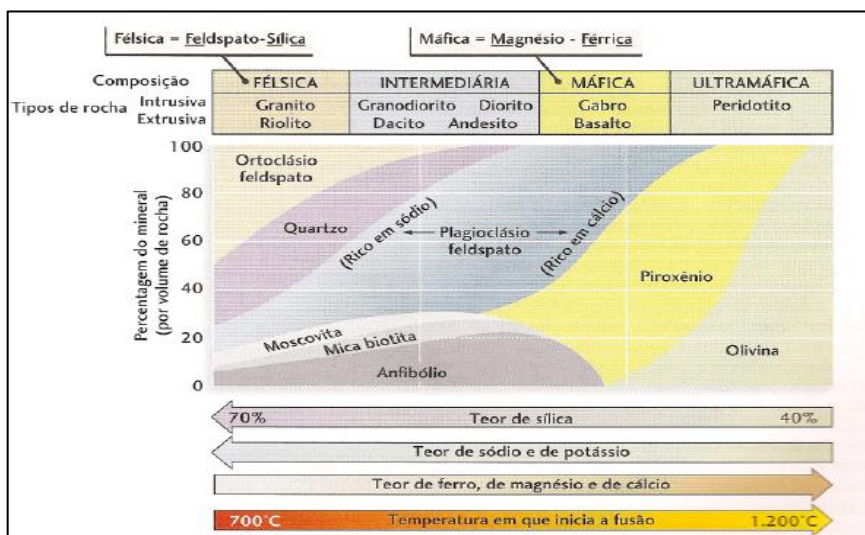 Félsica = Feldspato-Sílica
Máfica = Magnésio - Férrica
Composição FÉLSICA INTERMEDIÁRIA MÁFICA ULTRAMÁFICA
Tipos de rocha Intrusiva Granito Granodiorito Diorito Gabro Peridotito
Extrusiva Riolito Dacito Andesito Basalto
Percentagem do mineral
(por volume de rocha)
100
80
60
40
20
0
Ortoclásio
feldspato
Quartzo
(Rico em sódio)
Plagioclásio
feldspato
(Rico em cálcio)
Piroxênio
Moscovita
Mica biotita
Anfibólio
Olivina
70% Teor de sílica 40%
Teor de sódio e de potássio
Teor de ferro, de magnésio e de cálcio
700°C Temperatura em que inicia a fusão 1.200°C